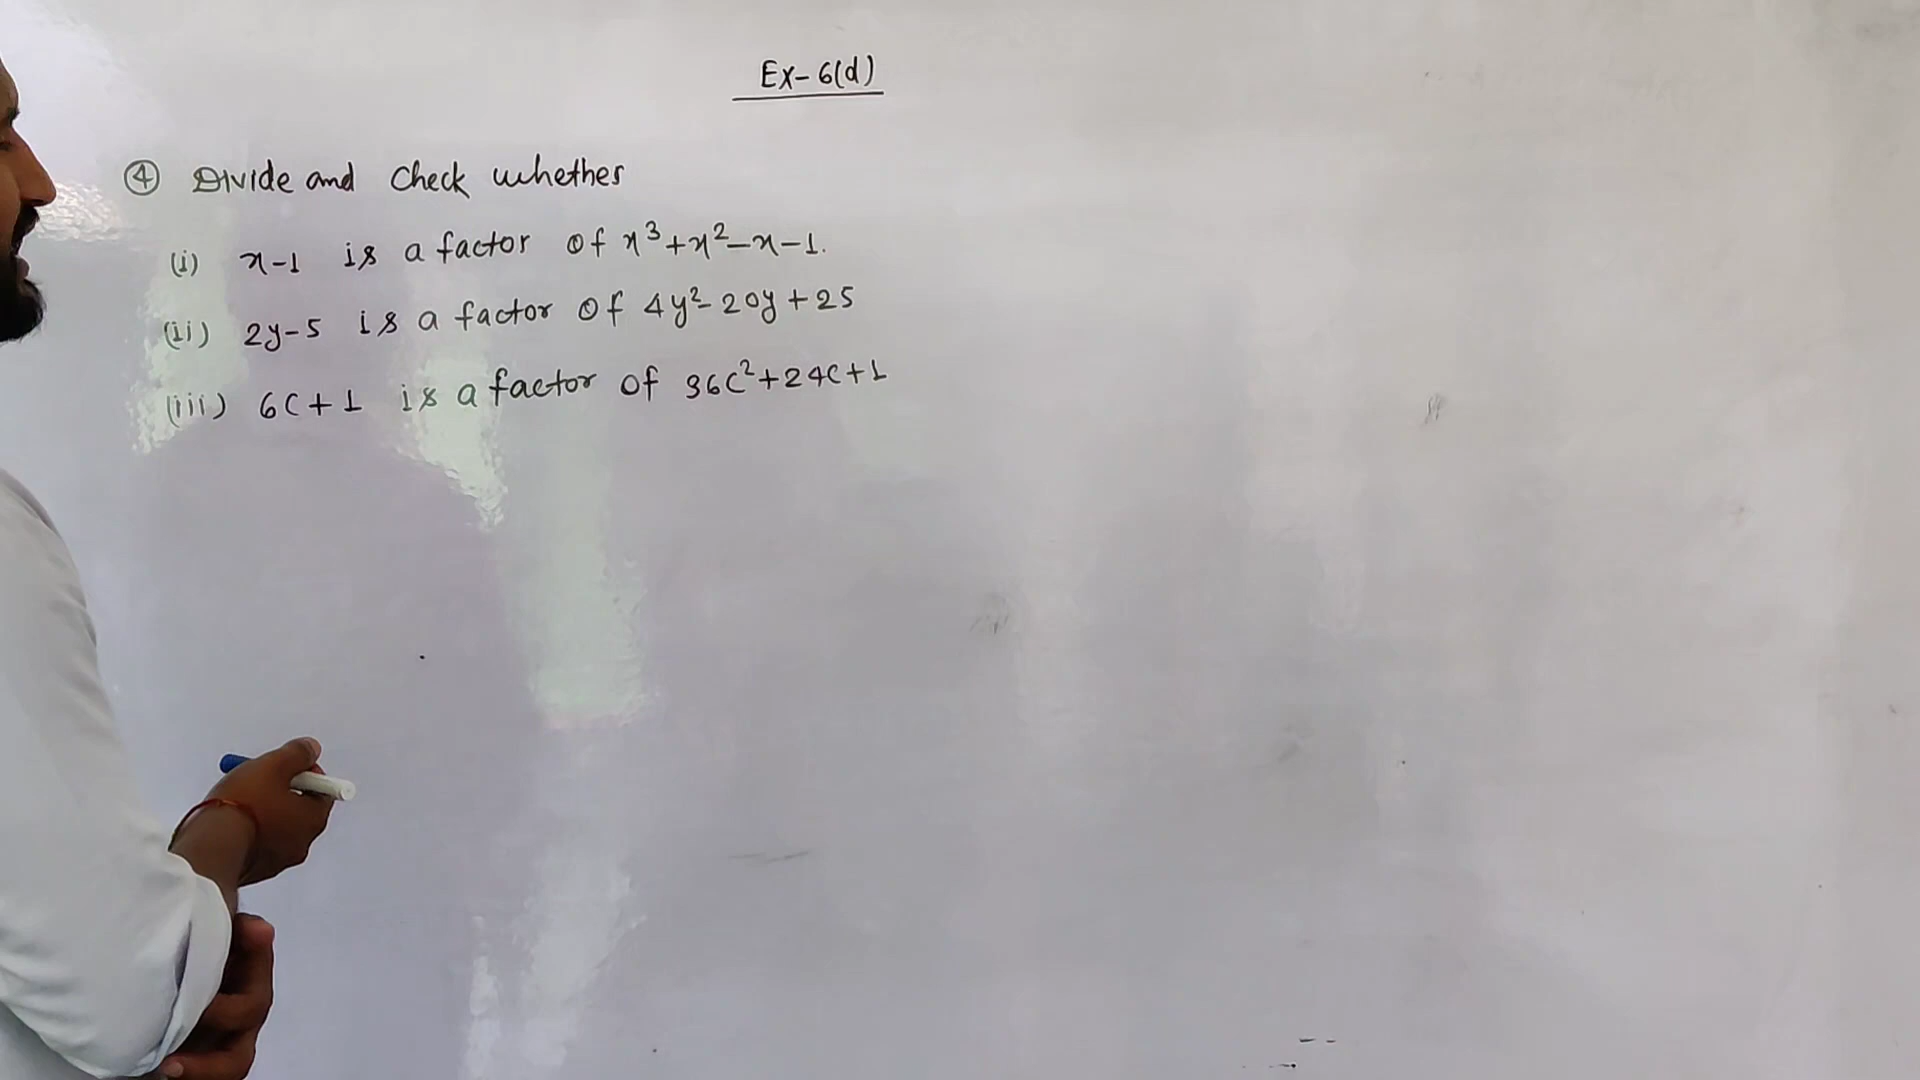 Ex-6(d)
④ Divide and Check whether
(i) x-1 is a factor of x³+x²-x-1.
(ii) 2y-5 is a factor of 4y²-20y+25
(iii) 6C+1 is a factor of 36C²+24C+1